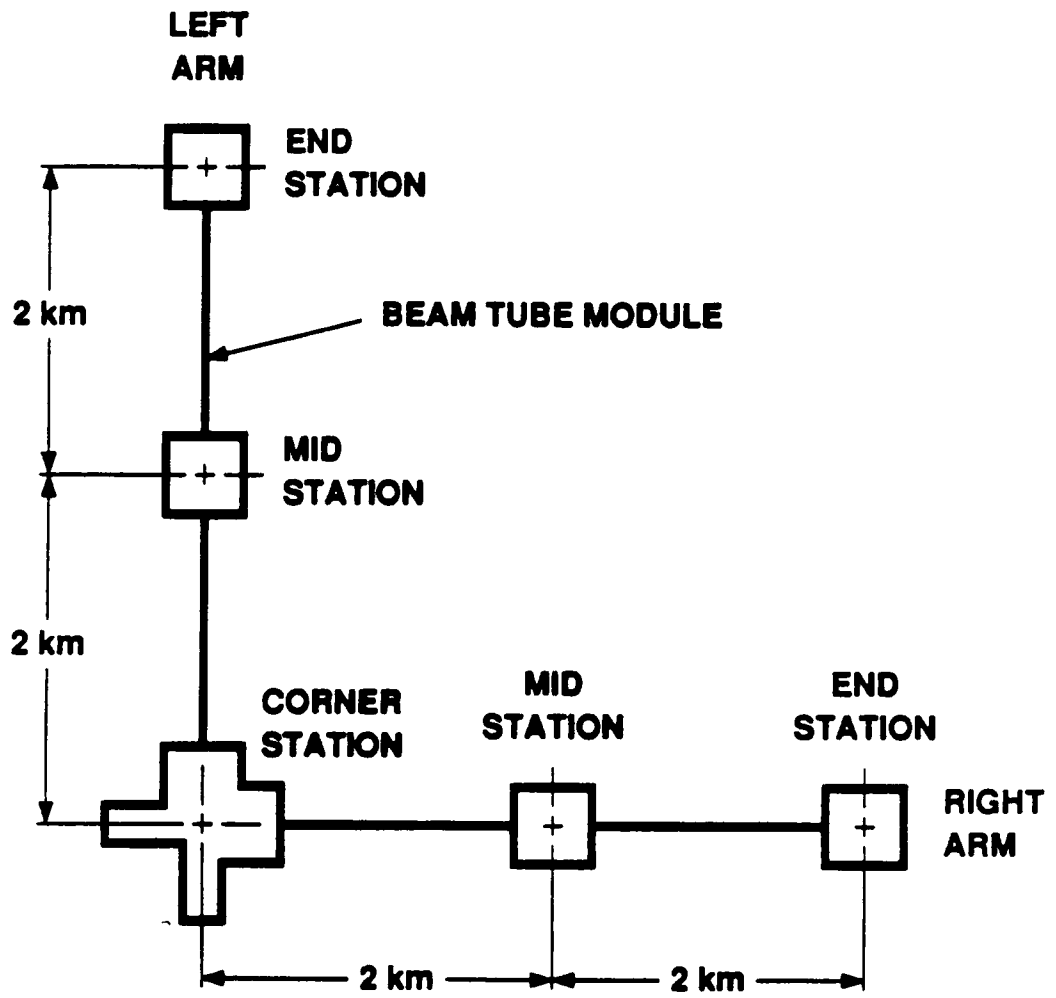 LEFT
ARM
END
STATION
2 km
BEAM TUBE MODULE
MID
STATION
2 km
CORNER
STATION
MID
STATION
END
STATION
RIGHT
ARM
2 km
2 km